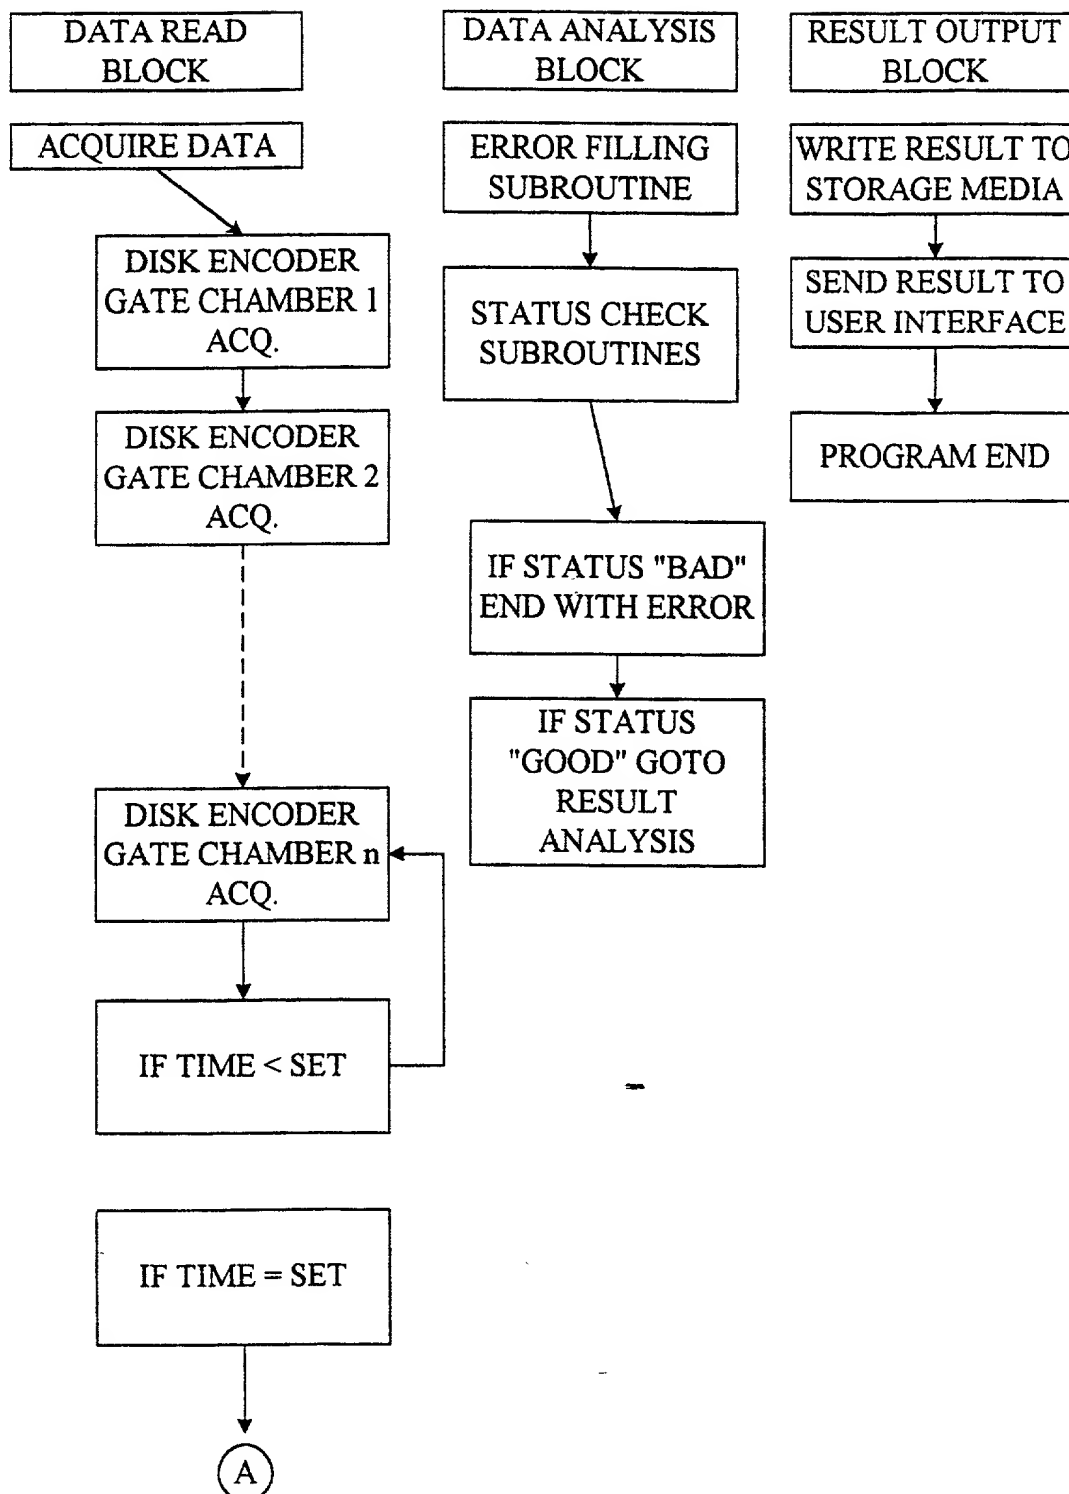 DATA READ
BLOCK
ACQUIRE DATA
DISK ENCODER
GATE CHAMBER 1
ACQ.
DISK ENCODER
GATE CHAMBER 2
ACQ.
DISK ENCODER
GATE CHAMBER n
ACQ.
IF TIME < SET
IF TIME = SET
A
DATA ANALYSIS
BLOCK
ERROR FILLING
SUBROUTINE
STATUS CHECK
SUBROUTINES
IF STATUS "BAD"
END WITH ERROR
IF STATUS
"GOOD" GOTO
RESULT
ANALYSIS
RESULT OUTPUT
BLOCK
WRITE RESULT TO
STORAGE MEDIA
SEND RESULT TO
USER INTERFACE
PROGRAM END